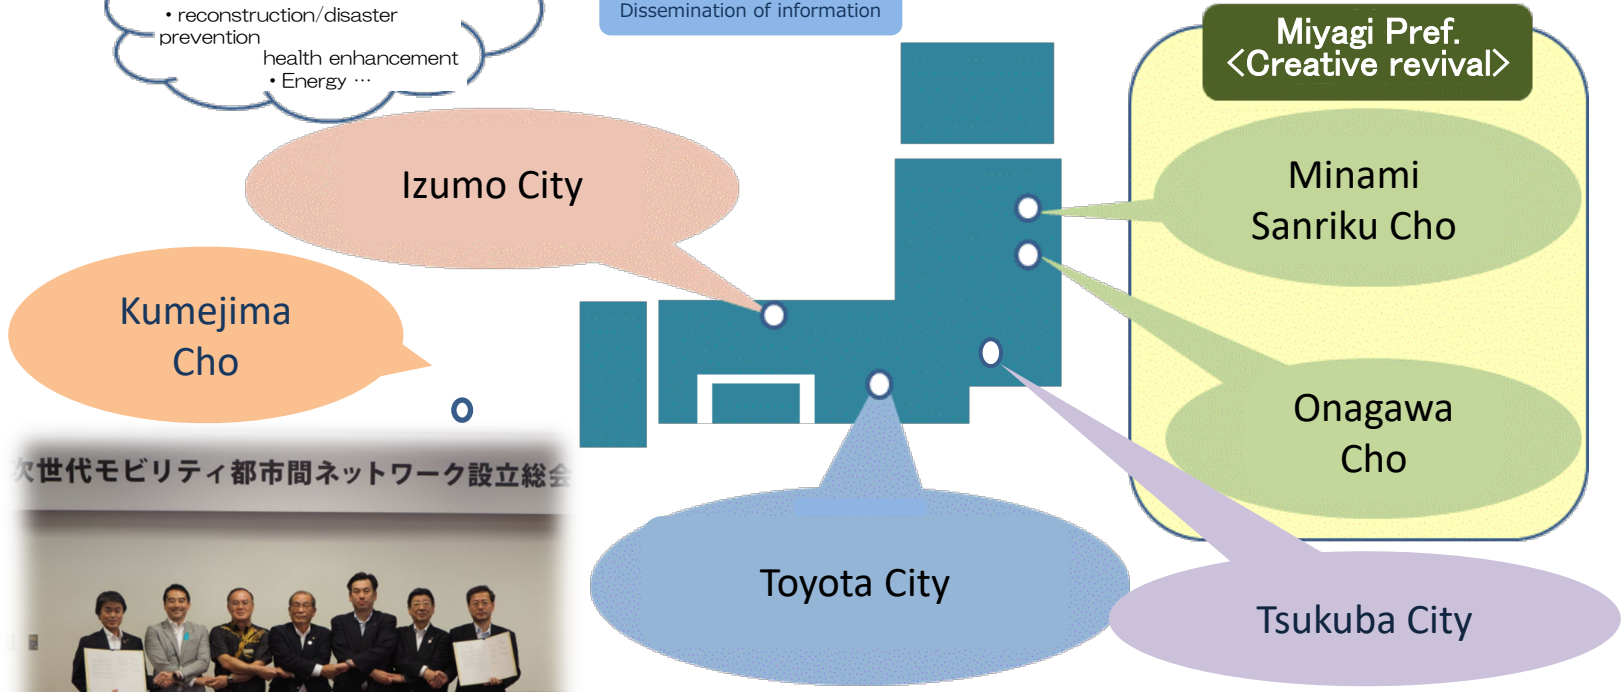 • reconstruction/disaster
prevention
health enhancement
• Energy …
Dissemination of information
Miyagi Pref.
<Creative revival>
Izumo City
Minami
Sanriku Cho
Kumejima
Cho
Onagawa
Cho
次世代モビリティ都市間ネットワーク設立総会
Toyota City
Tsukuba City